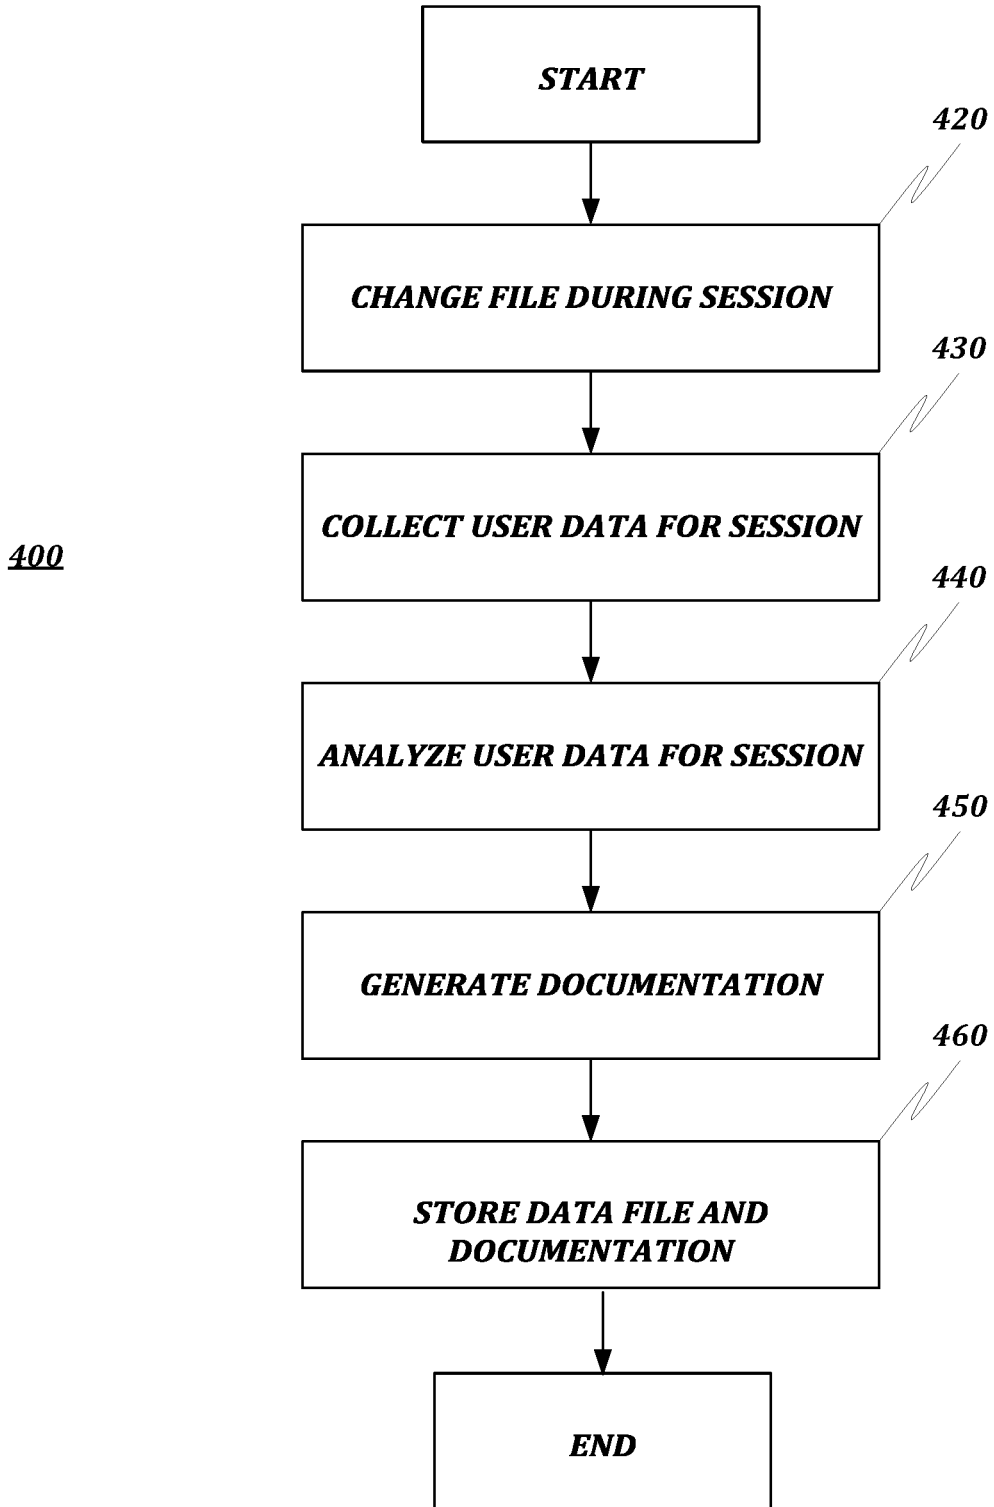 START
420
CHANGE FILE DURING SESSION
430
COLLECT USER DATA FOR SESSION
400
440
ANALYZE USER DATA FOR SESSION
450
GENERATE DOCUMENTATION
460
STORE DATA FILE AND
DOCUMENTATION
END